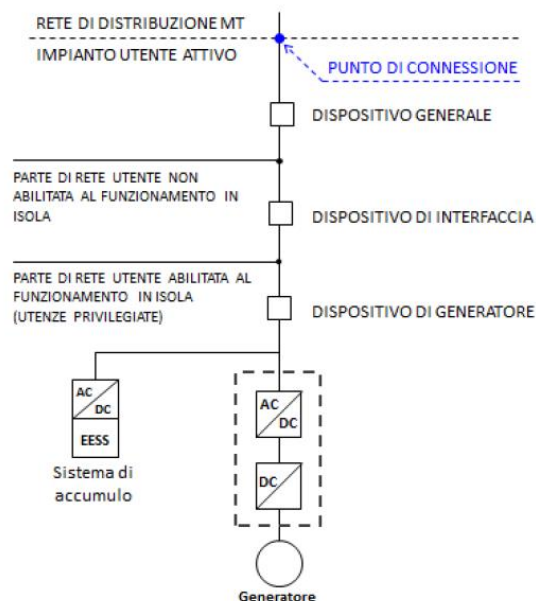 RETE DI DISTRIBUZIONE MT
IMPIANTO UTENTE ATTIVO
PUNTO DI CONNESSIONE
DISPOSITIVO GENERALE
PARTE DI RETE UTENTE NON
ABILITATA AL FUNZIONAMENTO IN
ISOLA
DISPOSITIVO DI INTERFACCIA
PARTE DI RETE UTENTE ABILITATA AL
FUNZIONAMENTO IN ISOLA
(UTENZE PRIVILEGIATE)
DISPOSITIVO DI GENERATORE
AC
DC
EESS
Sistema di
accumulo
AC
DC
DC
Generatore